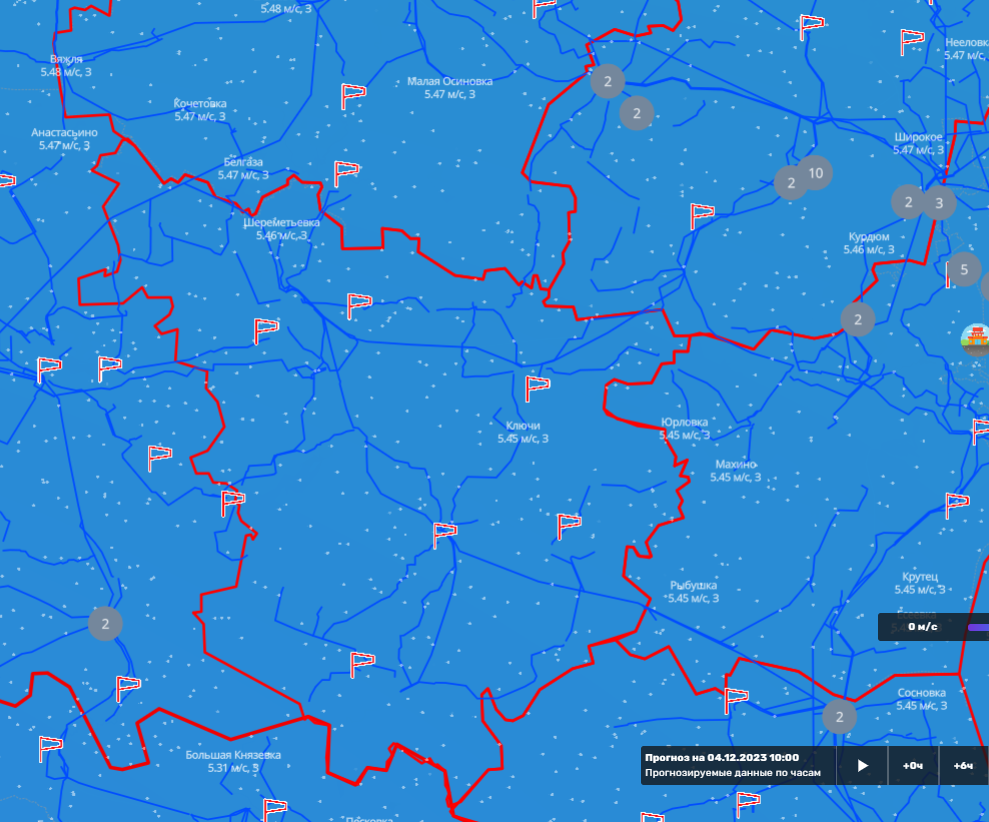 5.48 м/с, З
Вяжля
5.48 м/с, З
Малая Осиновка
5.47 м/с, З
Нееловка
5.47 м/с,
Кочетовка
5.47 м/с, З
Анастасьино
5.47 м/с, З
Широкое
5.47 м/с, З
Белгаза
5.47 м/с, З
Шереметьевка
5.46 м/с, З
Курдюм
5.46 м/с, З
2
2
2
10
2
3
5
2
Ключи
5.45 м/с, З
Юрловка
5.45 м/с, З
Махино
5.45 м/с, З
Рыбушка
5.45 м/с, З
Крутец
5.45 м/с, З
0 м/с
2
Сосновка
5.45 м/с, З
2
Большая Князевка
5.31 м/с, З
Прогноз на 04.12.2023 10:00
Прогнозируемые данные по часам
+0ч
+6ч